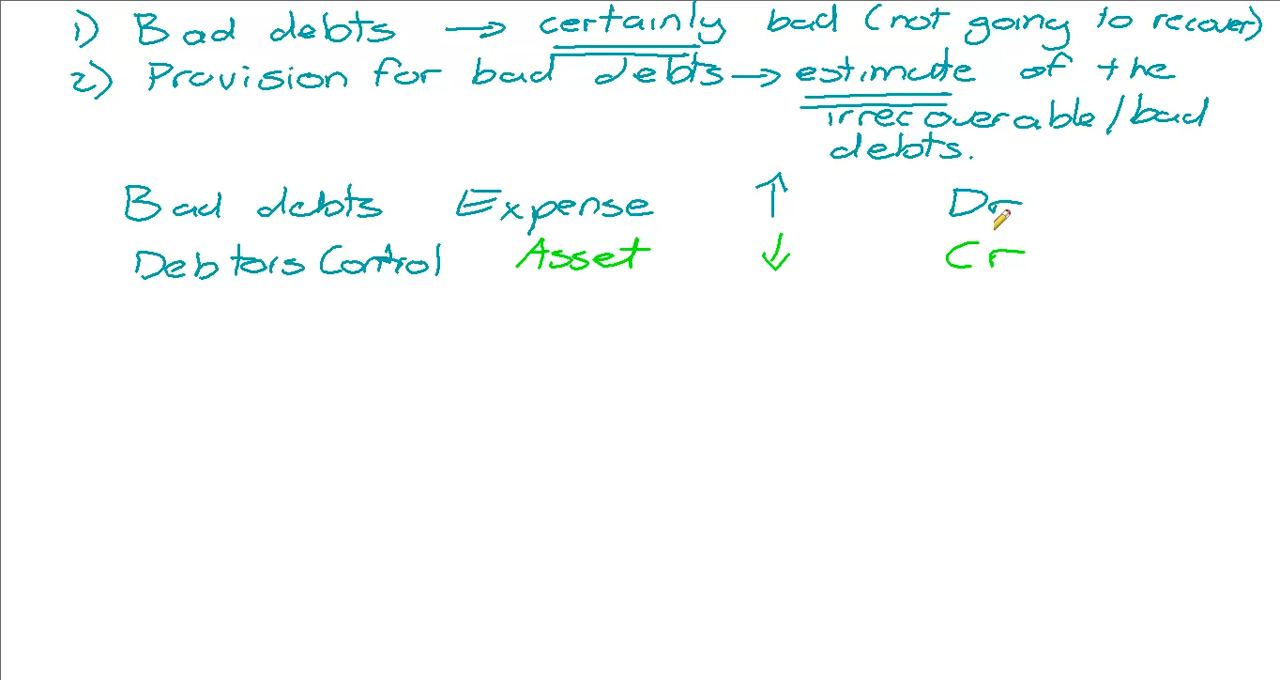 1) Bad debts → certainly bad (not going to recover)
2) Provision for bad debts → estimate of the
irrecoverable/bad
debts.
Bad debts Expense ↑ Dr
Debtors Control Asset ↓ Cr